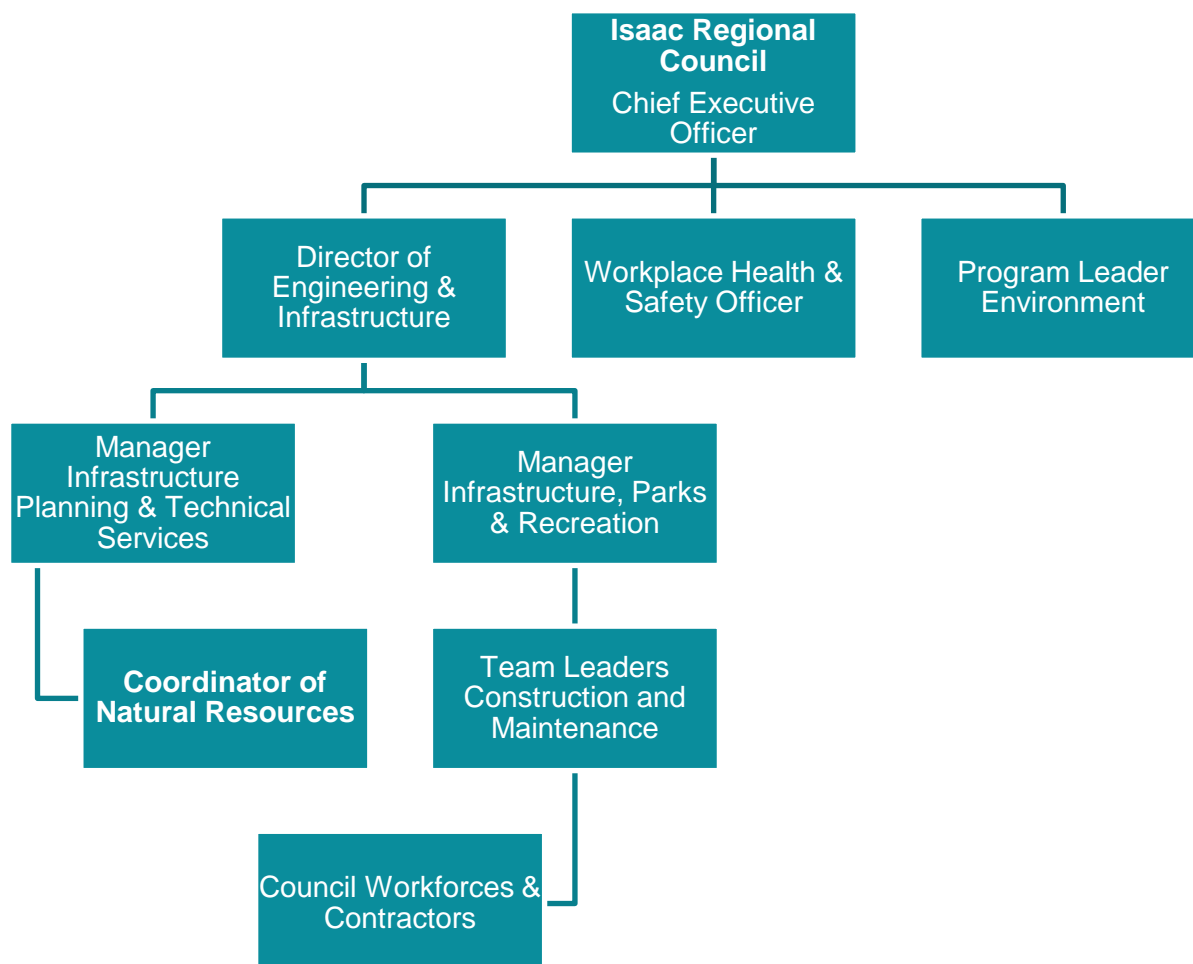 Isaac Regional
Council
Chief Executive
Officer
Director of
Engineering &
Infrastructure
Workplace Health &
Safety Officer
Program Leader
Environment
Manager
Infrastructure
Planning & Technical
Services
Manager
Infrastructure, Parks
& Recreation
Coordinator of
Natural Resources
Team Leaders
Construction and
Maintenance
Council Workforces &
Contractors